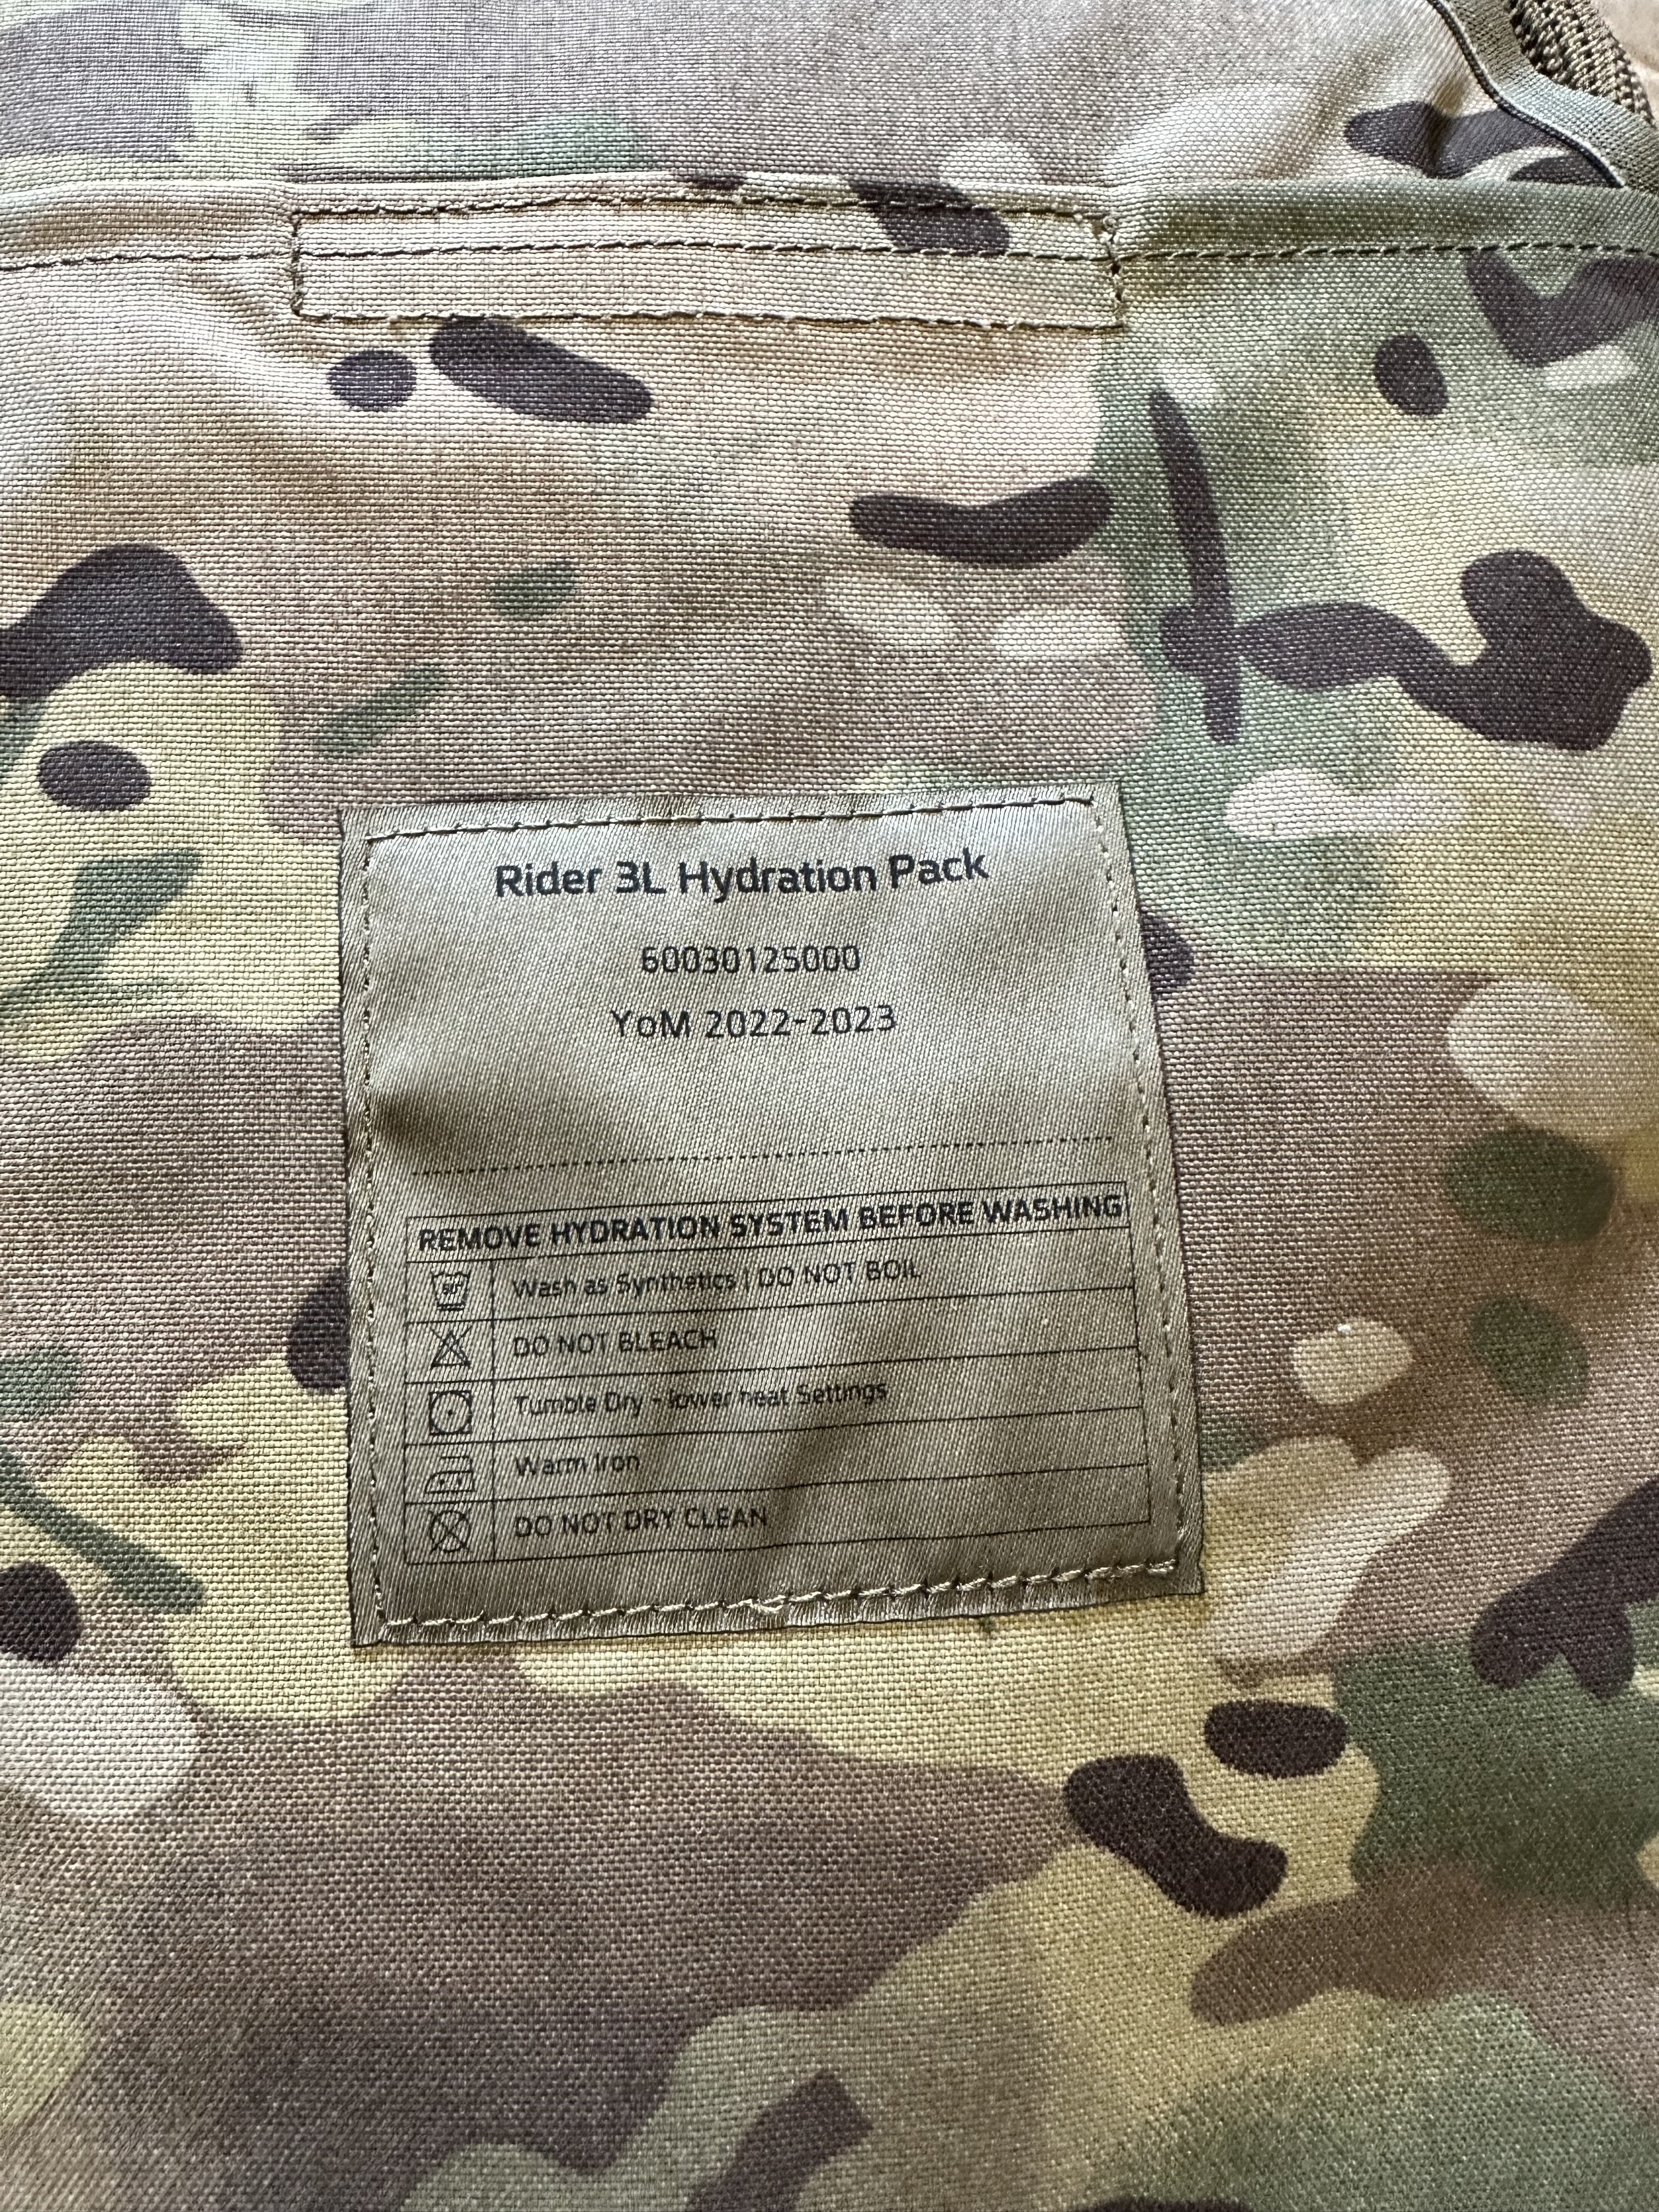 Rider 3L Hydration Pack
60030125000
YoM 2022-2023
REMOVE HYDRATION SYSTEM BEFORE WASHING
Wash as Synthetics | DO NOT BOIL
DO NOT BLEACH
Tumble Dry - lower heat Settings
Warm Iron
DO NOT DRY CLEAN